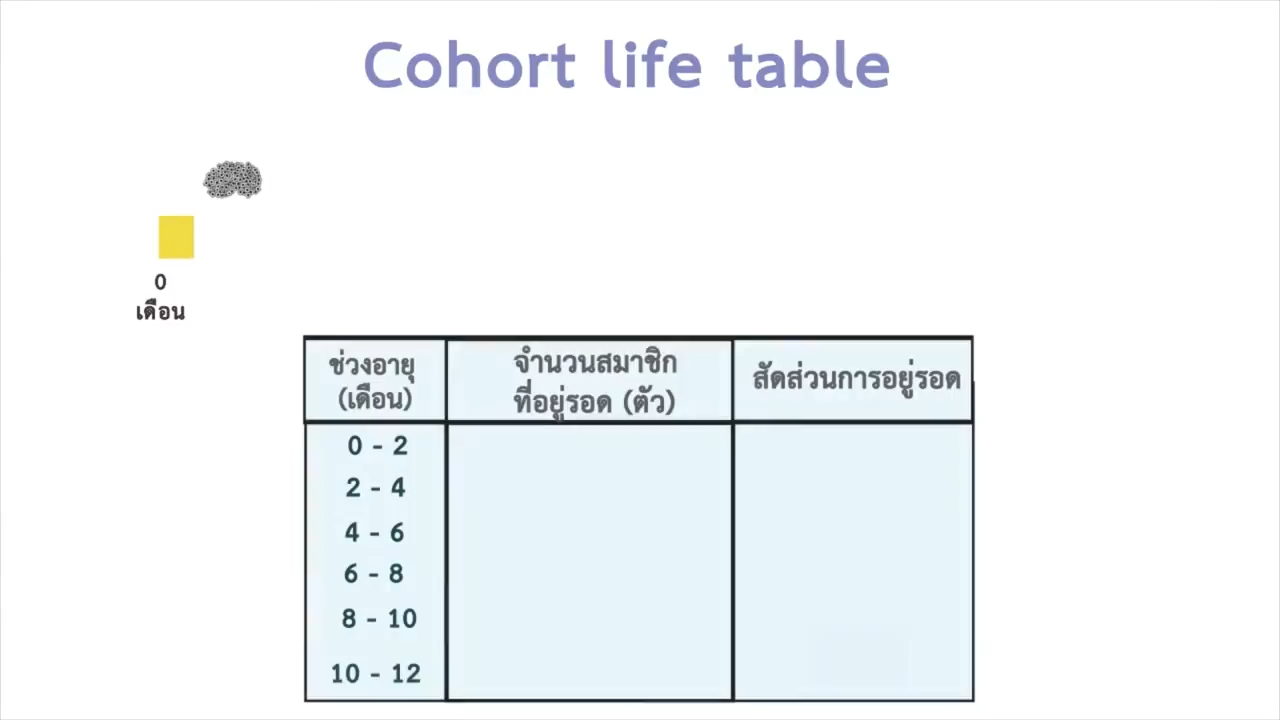 Cohort life table
0
เดือน
ช่วงอายุ
(เดือน)
จำนวนสมาชิก
ที่อยู่รอด (ตัว)
สัดส่วนการอยู่รอด
0 - 2
2 - 4
4 - 6
6 - 8
8 - 10
10 - 12